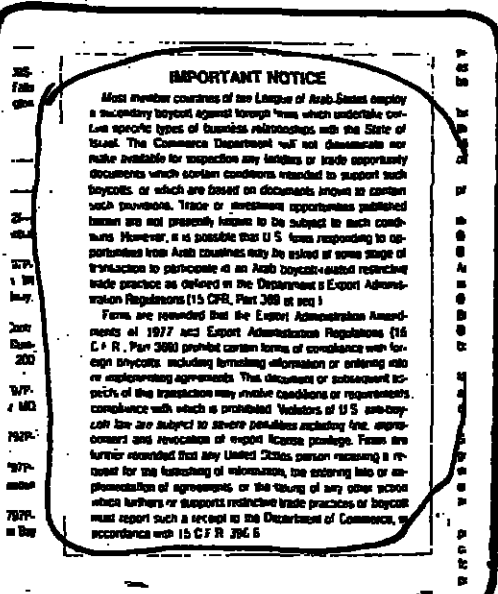 IMPORTANT NOTICE
Most member countries of the League of Arab States employ
a secondary boycott against foreign firms which undertake cer-
tain specific types of business relationships with the State of
Israel. The Commerce Department will not disseminate nor
make available for inspection any tenders or trade opportunity
documents which contain conditions intended to support such
boycotts, or which are based on documents known to contain
such provisions. Trade or investment opportunities published
herein are not presently known to be subject to such condi-
tions. However, it is possible that U S firms responding to op-
portunities from Arab countries may be asked at some stage of
transaction to participate in an Arab boycott-related restrictive
trade practice as defined in the Department s Export Adminis-
tration Regulations (15 CFR, Part 369 et seq )
Firms are reminded that the Export Administration Amend-
ments of 1977 and Export Administration Regulations (15
C F R , Part 369) prohibit certain forms of compliance with for-
eign boycotts, including furnishing information or entering into
or implementing agreements. This document or subsequent as-
pects of this transaction may involve conditions or requirements
compliance with which is prohibited. Violators of U S anti-boy-
cott law are subject to severe penalties including fine, impris-
onment and revocation of export license privilege. Firms are
further reminded that any United States person receiving a re-
quest for the furnishing of information, the entering into or im-
plementation of agreements, or the taking of any other action
which furthers or supports restrictive trade practices or boycott
must report such a receipt to the Department of Commerce, in
accordance with 15 C F R 369 6